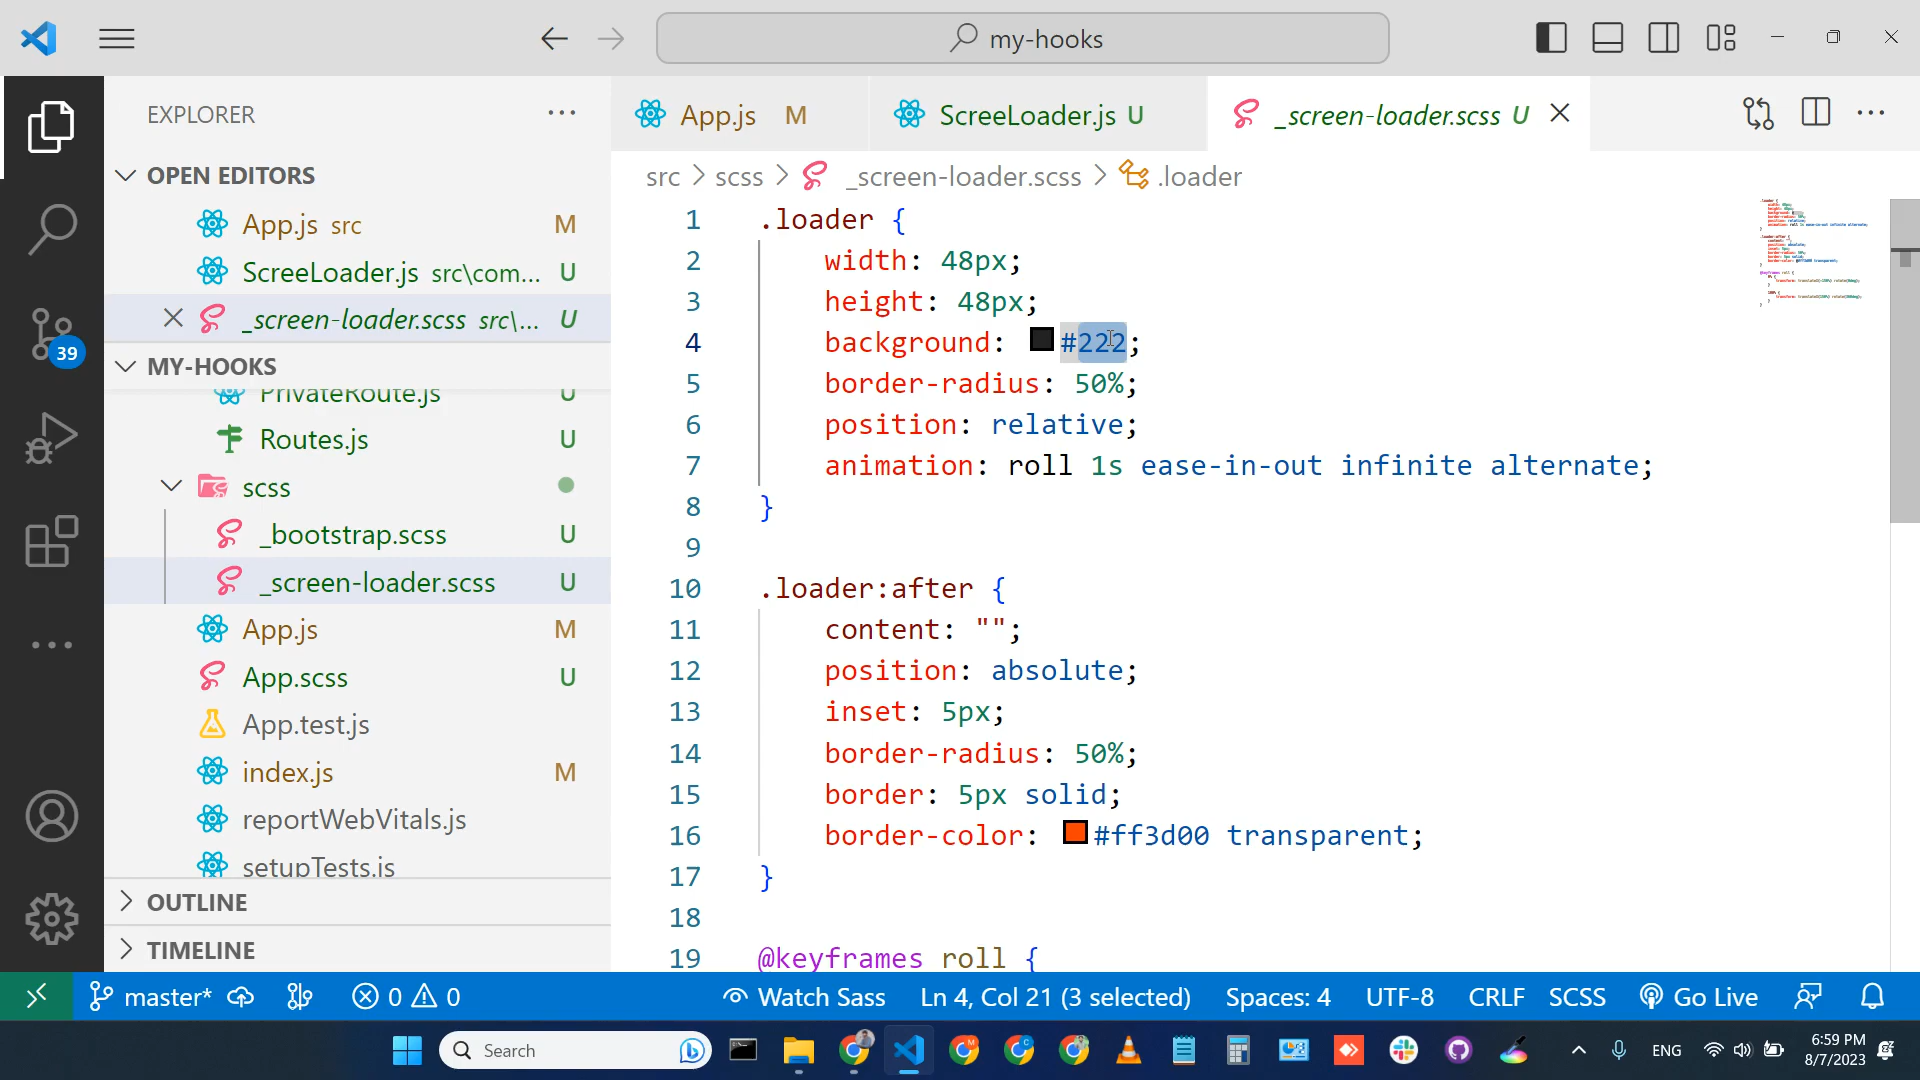 my-hooks
EXPLORER
App.js M
ScreeLoader.js U
_screen-loader.scss U
OPEN EDITORS
App.js src M
ScreeLoader.js src\com... U
_screen-loader.scss src\... U
MY-HOOKS
PrivateRoute.js U
Routes.js U
scss
_bootstrap.scss U
_screen-loader.scss U
App.js M
App.scss U
App.test.js
index.js M
reportWebVitals.js
setupTests.js
OUTLINE
TIMELINE
39
src > scss > _screen-loader.scss > .loader
1 .loader {
2 width: 48px;
3 height: 48px;
4 background: #222;
5 border-radius: 50%;
6 position: relative;
7 animation: roll 1s ease-in-out infinite alternate;
8 }
9
10 .loader:after {
11 content: "";
12 position: absolute;
13 inset: 5px;
14 border-radius: 50%;
15 border: 5px solid;
16 border-color: #ff3d00 transparent;
17 }
18
19 @keyframes roll {
master* 0 0 Watch Sass Ln 4, Col 21 (3 selected) Spaces: 4 UTF-8 CRLF SCSS Go Live
Search
ENG
6:59 PM
8/7/2023